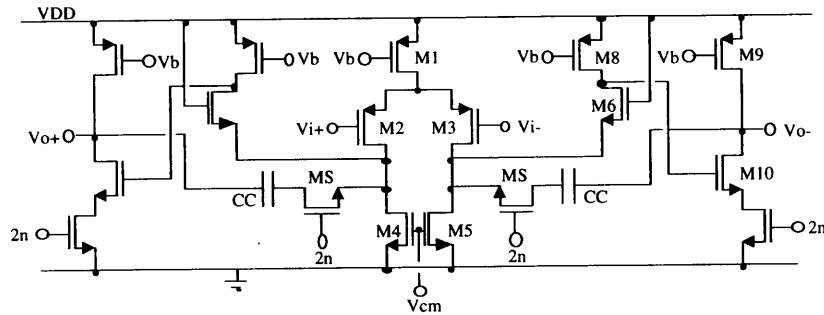 VDD
Vb
Vb
Vb
M1
Vb
M8
Vb
M9
M6
Vo+
Vi+
M2
M3
Vi-
Vo-
MS
MS
M10
CC
CC
2n
M4
M5
2n
2n
2n
Vcm